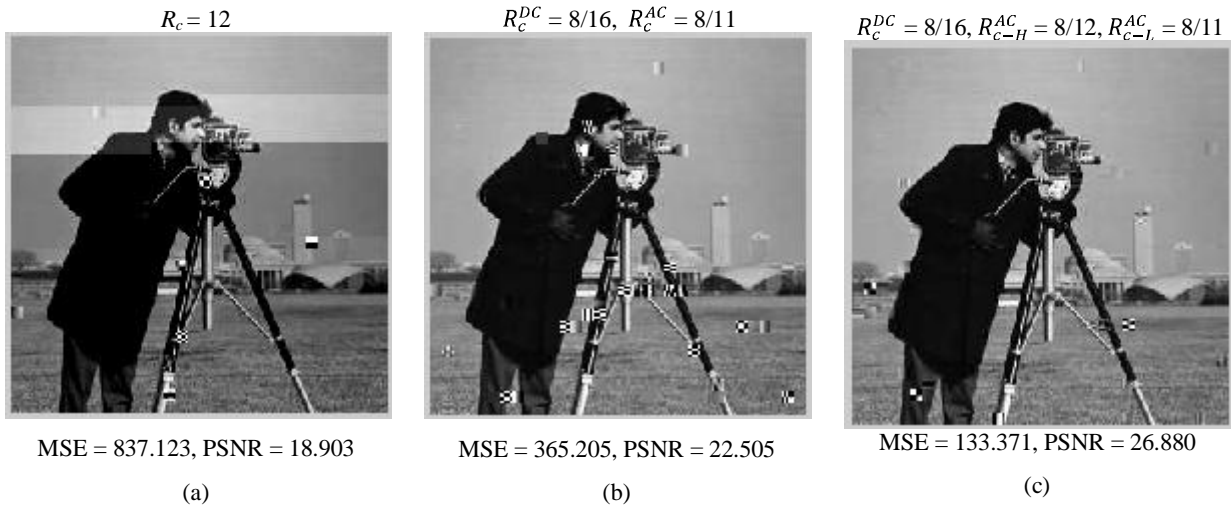 R_c = 12
R_c^{DC} = 8/16, R_c^{AC} = 8/11
R_c^{DC} = 8/16, R_{c-H}^{AC} = 8/12, R_{c-L}^{AC} = 8/11
MSE = 837.123, PSNR = 18.903
MSE = 365.205, PSNR = 22.505
MSE = 133.371, PSNR = 26.880
(a)
(b)
(c)